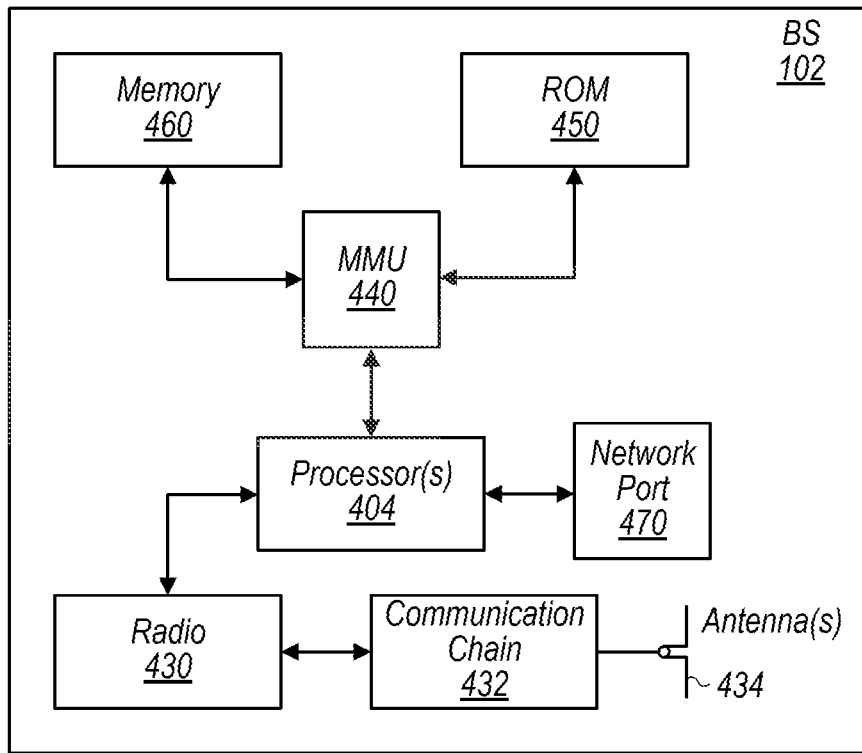 BS
102
Memory
460
ROM
450
MMU
440
Processor(s)
404
Network
Port
470
Radio
430
Communication
Chain
432
Antenna(s)
434